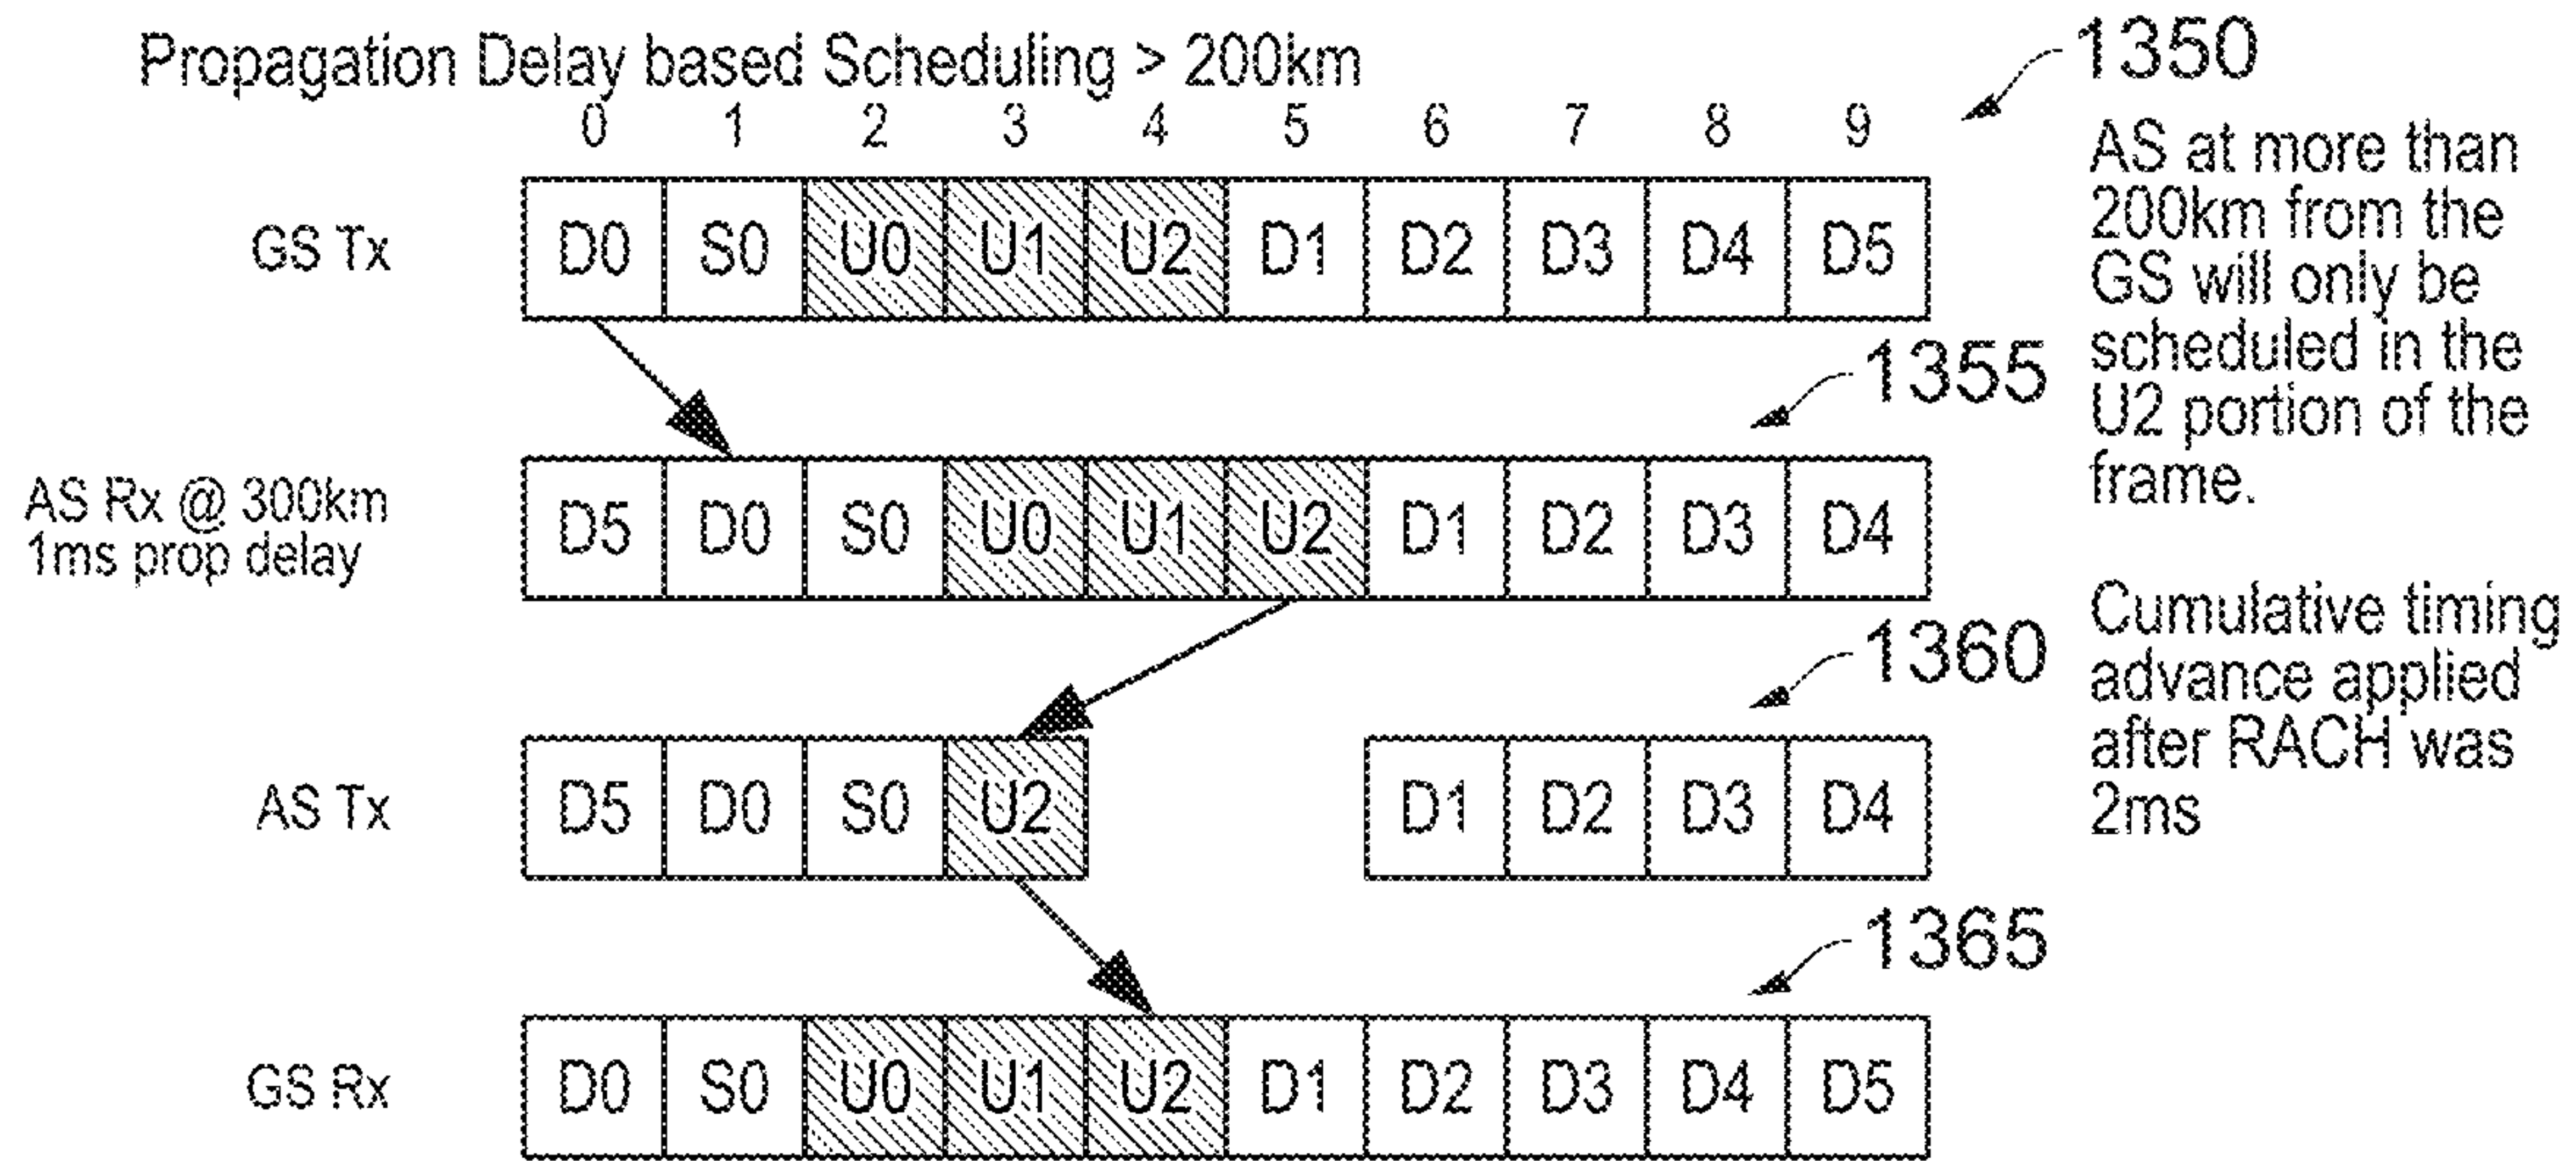 Propagation Delay based Scheduling > 200km
1350
0 1 2 3 4 5 6 7 8 9
GS Tx D0 S0 U0 U1 U2 D1 D2 D3 D4 D5
AS at more than
200km from the
GS will only be
scheduled in the
U2 portion of the
frame.
1355
AS Rx @ 300km
1ms prop delay
D5 D0 S0 U0 U1 U2 D1 D2 D3 D4
Cumulative timing
advance applied
after RACH was
2ms
1360
AS Tx D5 D0 S0 U2 D1 D2 D3 D4
1365
GS Rx D0 S0 U0 U1 U2 D1 D2 D3 D4 D5